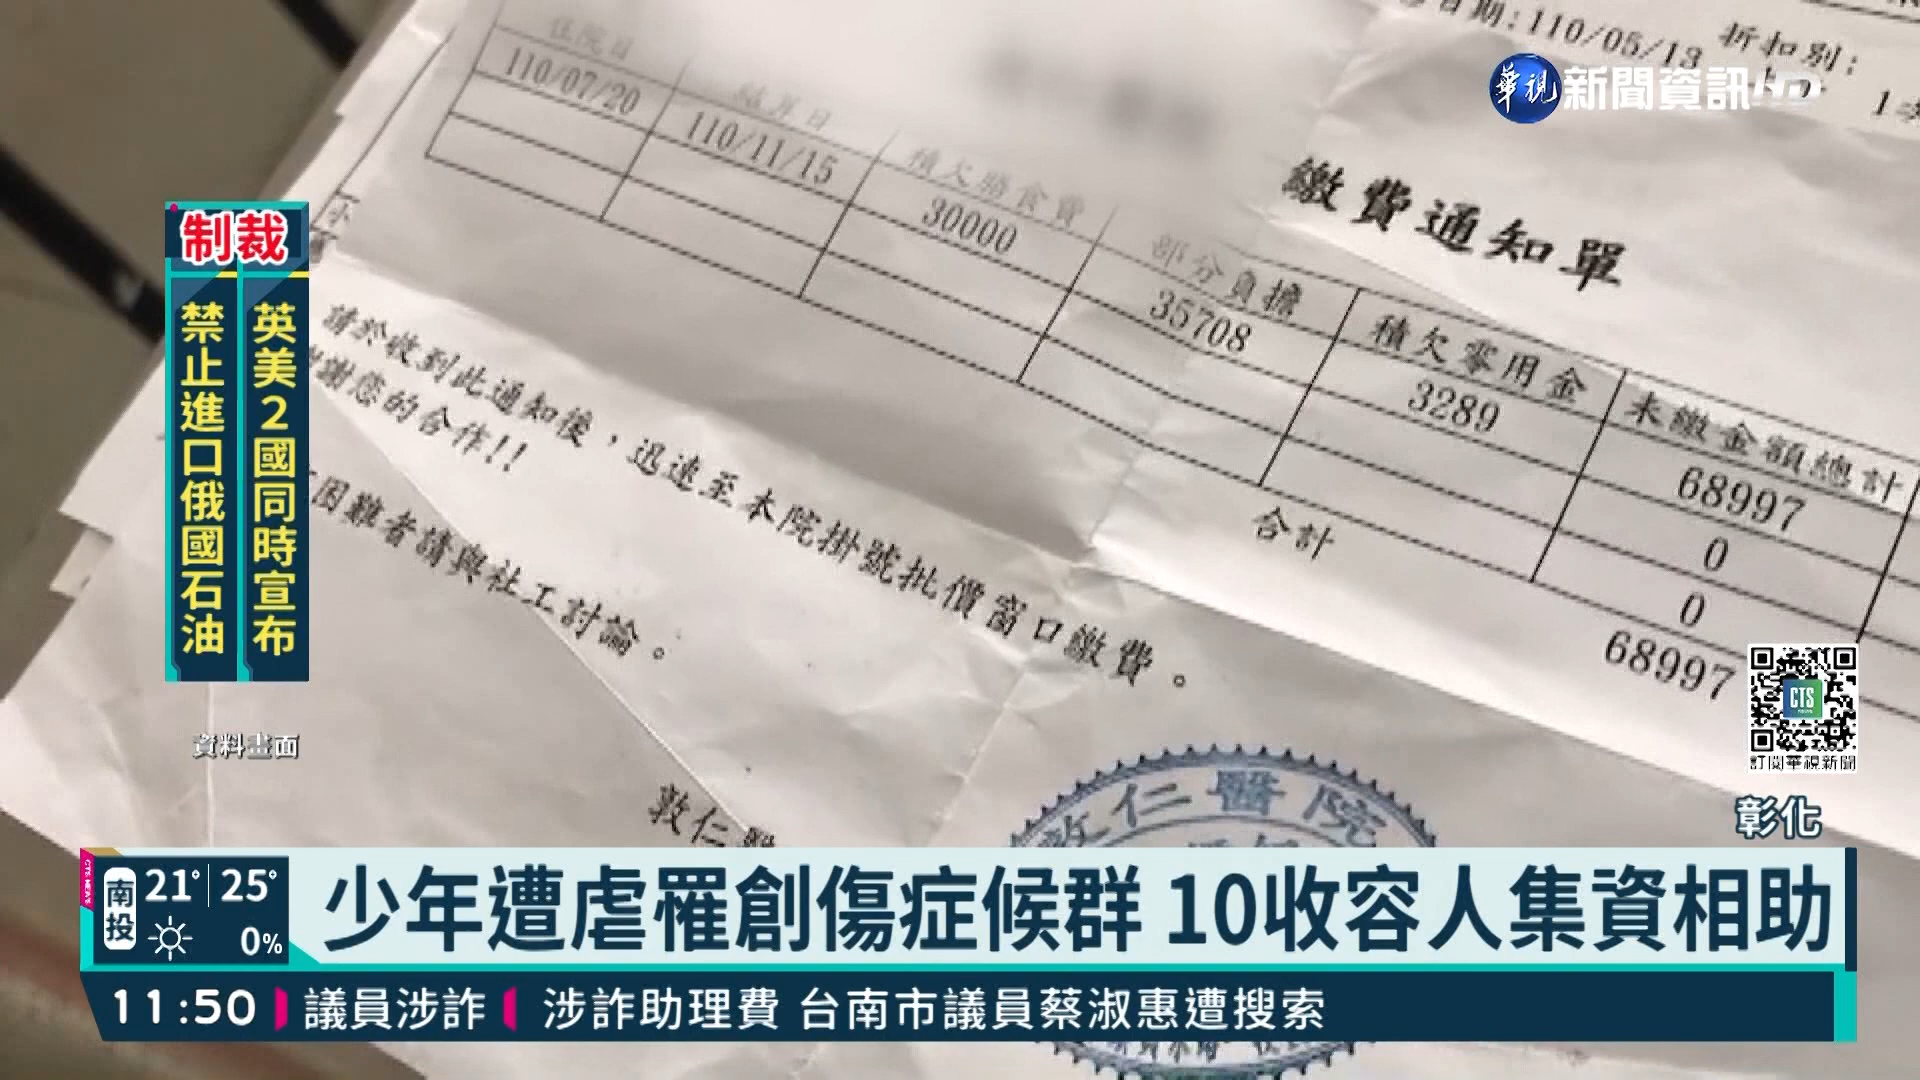 日期:110/05/13
折扣別:
華視 新聞資訊 HD
繳費通知單
住院日
結算日
積欠膳食費
部分負擔
積欠零用金
未繳金額總計
110/07/20
110/11/15
30000
35708
3289
68997
0
0
合計
68997
請於收到此通知後，迅速至本院掛號批價窗口繳費。
謝謝您的合作!!
困難者請與社工討論。
敦仁醫
敦仁醫院
制裁
英美2國同時宣布
禁止進口俄國石油
資料畫面
CTS
訂閱華視新聞
彰化
CTS NEWS
南投
21° 25°
0%
少年遭虐罹創傷症候群 10收容人集資相助
11:50 議員涉詐 涉詐助理費 台南市議員蔡淑惠遭搜索